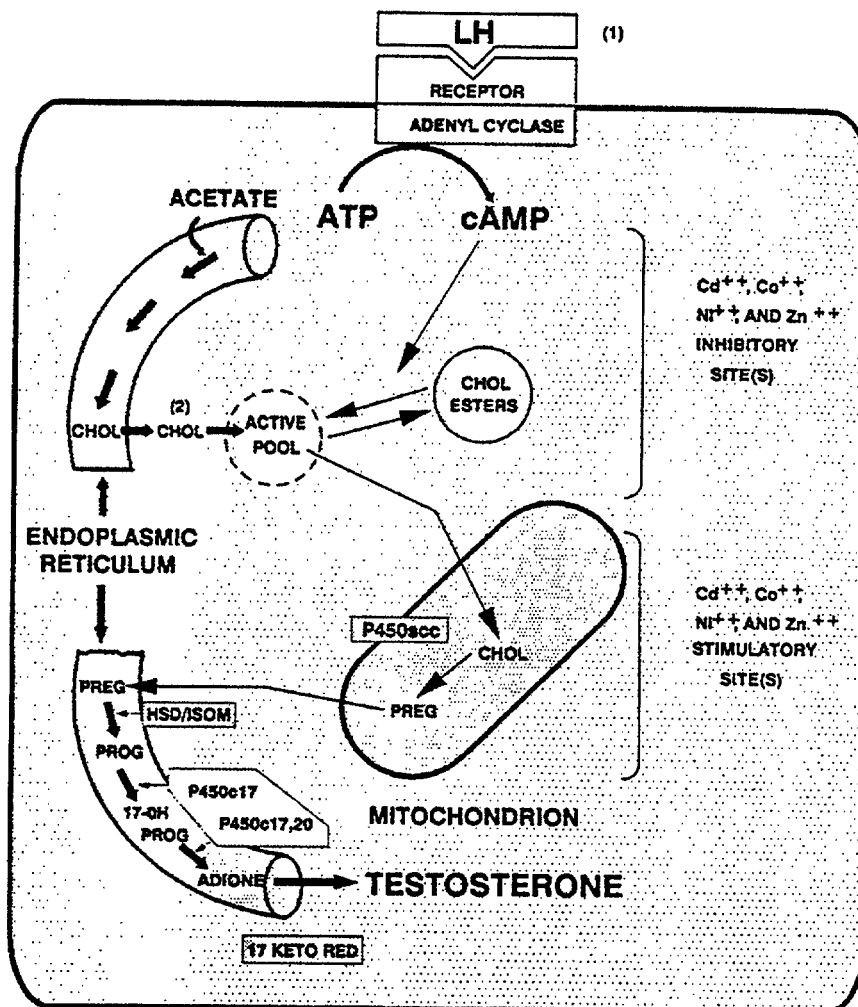 LH
(1)
RECEPTOR
ADENYL CYCLASE
ACETATE
ATP
cAMP
Cd++, Co++,
Ni++, AND Zn ++
INHIBITORY
SITE(S)
CHOL
ESTERS
(2)
CHOL
CHOL
ACTIVE
POOL
ENDOPLASMIC
RETICULUM
P450scc
CHOL
PREG
Cd++, Co++,
Ni++, AND Zn ++
STIMULATORY
SITE(S)
PREG
HSD/ISOM
PROG
P450c17
17-OH
PROG
P450c17,20
MITOCHONDRION
ADIONE
TESTOSTERONE
17 KETO RED